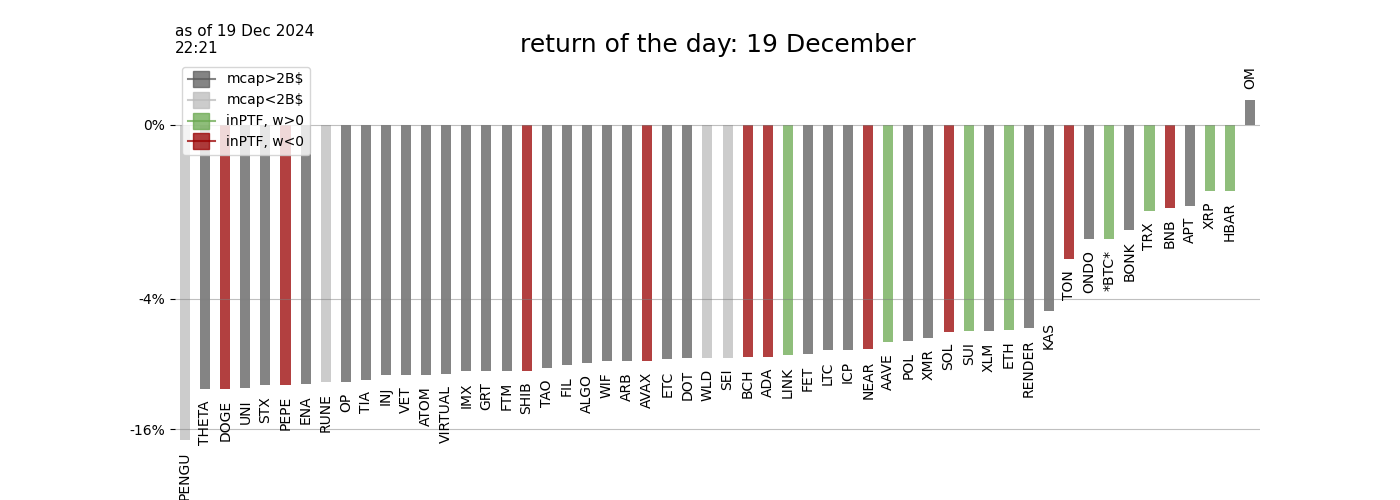 as of 19 Dec 2024
22:21
return of the day: 19 December
mcap>2B$
mcap<2B$
inPTF, w>0
inPTF, w<0
0%
-4%
-16%
PENGU
THETA
DOGE
UNI
STX
PEPE
ENA
RUNE
OP
TIA
INJ
VET
ATOM
VIRTUAL
IMX
GRT
FTM
SHIB
TAO
FIL
ALGO
WIF
ARB
AVAX
ETC
DOT
WLD
SEI
BCH
ADA
LINK
FET
LTC
ICP
NEAR
AAVE
POL
XMR
SOL
SUI
XLM
ETH
RENDER
KAS
TON
ONDO
*BTC*
BONK
TRX
BNB
APT
XRP
HBAR
OM